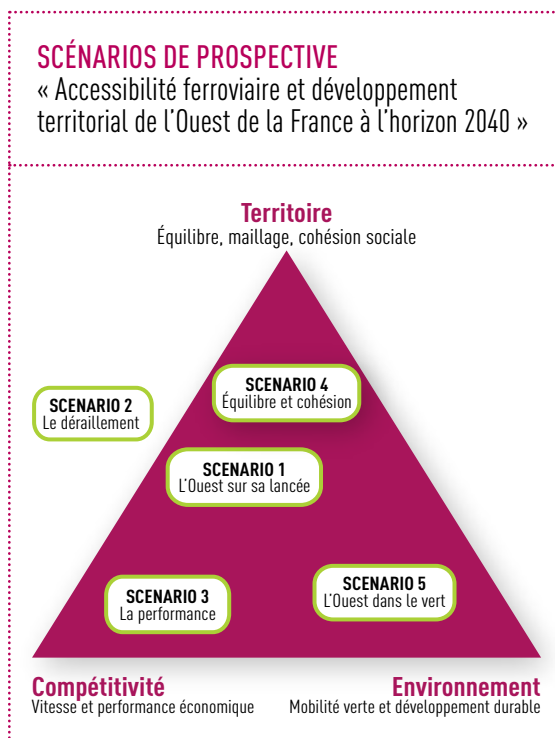 SCÉNARIOS DE PROSPECTIVE
« Accessibilité ferroviaire et développement
territorial de l’Ouest de la France à l’horizon 2040 »
Territoire
Équilibre, maillage, cohésion sociale
SCENARIO 4
Équilibre et cohésion
SCENARIO 2
Le déraillement
SCENARIO 1
L’Ouest sur sa lancée
SCENARIO 3
La performance
SCENARIO 5
L’Ouest dans le vert
Compétitivité
Vitesse et performance économique
Environnement
Mobilité verte et développement durable